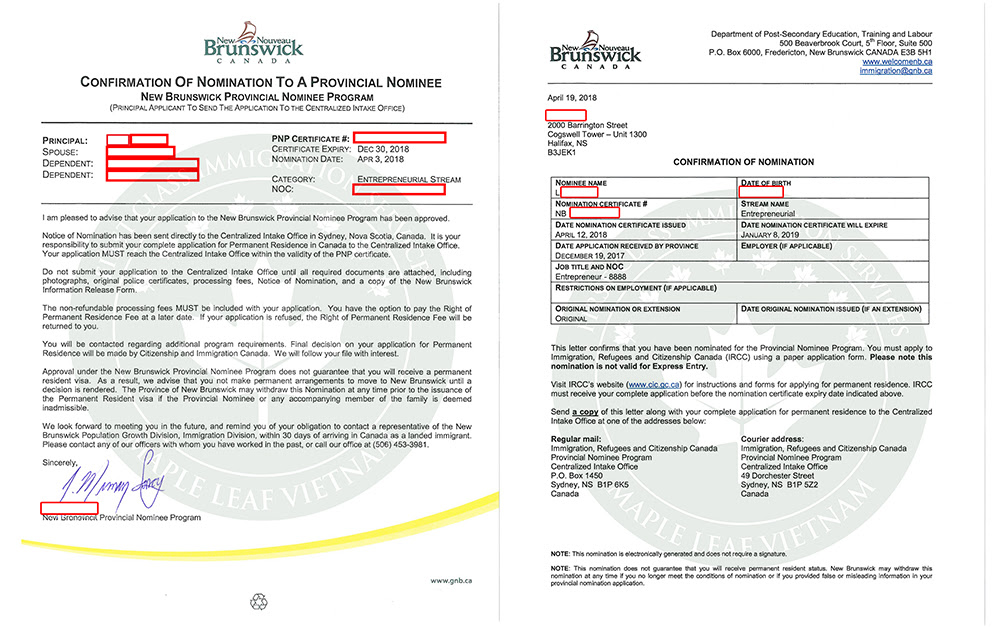 New Nouveau
Brunswick
CANADA
CONFIRMATION OF NOMINATION TO A PROVINCIAL NOMINEE
NEW BRUNSWICK PROVINCIAL NOMINEE PROGRAM
(PRINCIPAL APPLICANT TO SEND THE APPLICATION TO THE CENTRALIZED INTAKE OFFICE)
PRINCIPAL:
SPOUSE:
DEPENDENT:
DEPENDENT:
PNP CERTIFICATE #:
CERTIFICATE EXPIRY: DEC 30, 2018
NOMINATION DATE: APR 3, 2018
CATEGORY: ENTREPRENEURIAL STREAM
NOC:
I am pleased to advise that your application to the New Brunswick Provincial Nominee Program has been approved.
Notice of Nomination has been sent directly to the Centralized Intake Office in Sydney, Nova Scotia, Canada. It is your
responsibility to submit your complete application for Permanent Residence in Canada to the Centralized Intake Office.
Your application MUST reach the Centralized Intake Office within the validity of the PNP certificate.
Do not submit your application to the Centralized Intake Office until all required documents are attached, including
photographs, original police certificates, processing fees, Notice of Nomination, and a copy of the New Brunswick
Information Release Form.
The non-refundable processing fees MUST be included with your application. You have the option to pay the Right of
Permanent Residence Fee at a later date. If your application is refused, the Right of Permanent Residence Fee will be
returned to you.
You will be contacted regarding additional program requirements. Final decision on your application for Permanent
Residence will be made by Citizenship and Immigration Canada. We will follow your file with interest.
Approval under the New Brunswick Provincial Nominee Program does not guarantee that you will receive a permanent
resident visa. As a result, we advise that you not make permanent arrangements to move to New Brunswick until a
decision is rendered. The Province of New Brunswick may withdraw this Nomination at any time prior to the issuance of
the Permanent Resident visa if the Provincial Nominee or any accompanying member of the family is deemed
inadmissible.
We look forward to meeting you in the future, and remind you of your obligation to contact a representative of the New
Brunswick Population Growth Division, Immigration Division, within 30 days of arriving in Canada as a landed immigrant.
Please contact any of our officers with whom you have worked in the past, or call our office at (506) 453-3981.
Sincerely,
New Brunswick Provincial Nominee Program
www.gnb.ca
MAPLE LEAF VIETNAM
New Nouveau
Brunswick
CANADA
Department of Post-Secondary Education, Training and Labour
500 Beaverbrook Court, 5th Floor, Suite 500
P.O. Box 6000, Fredericton, New Brunswick CANADA E3B 5H1
www.welcomenb.ca
immigration@gnb.ca
April 19, 2018
2000 Barrington Street
Cogswell Tower – Unit 1300
Halifax, NS
B3JEK1
CONFIRMATION OF NOMINATION
NOMINEE NAME
L
DATE OF BIRTH
NOMINATION CERTIFICATE #
NB
STREAM NAME
Entrepreneurial
DATE NOMINATION CERTIFICATE ISSUED
APRIL 12, 2018
DATE NOMINATION CERTIFICATE WILL EXPIRE
JANUARY 8, 2019
DATE APPLICATION RECEIVED BY PROVINCE
DECEMBER 19, 2017
EMPLOYER (IF APPLICABLE)
JOB TITLE AND NOC
Entrepreneur - 8888
RESTRICTIONS ON EMPLOYMENT (IF APPLICABLE)
ORIGINAL NOMINATION OR EXTENSION
ORIGINAL
DATE ORIGINAL NOMINATION ISSUED (IF AN EXTENSION)
This letter confirms that you have been nominated for the Provincial Nominee Program. You must apply to
Immigration, Refugees and Citizenship Canada (IRCC) using a paper application form. Please note this
nomination is not valid for Express Entry.
Visit IRCC's website (www.cic.gc.ca) for instructions and forms for applying for permanent residence. IRCC
must receive your complete application before the nomination certificate expiry date indicated above.
Send a copy of this letter along with your complete application for permanent residence to the Centralized
Intake Office at one of the addresses below:
Regular mail:
Immigration, Refugees and Citizenship Canada
Provincial Nominee Program
Centralized Intake Office
P.O. Box 1450
Sydney, NS B1P 6K5
Canada
Courier address:
Immigration, Refugees and Citizenship Canada
Provincial Nominee Program
Centralized Intake Office
49 Dorchester Street
Sydney, NS B1P 5Z2
Canada
NOTE: This nomination is electronically generated and does not require a signature.
NOTE: This nomination does not guarantee that you will receive permanent resident status. New Brunswick may withdraw this
nomination at any time if you no longer meet the conditions of nomination or if you provided false or misleading information in your
provincial nomination application.
MAPLE LEAF VIETNAM